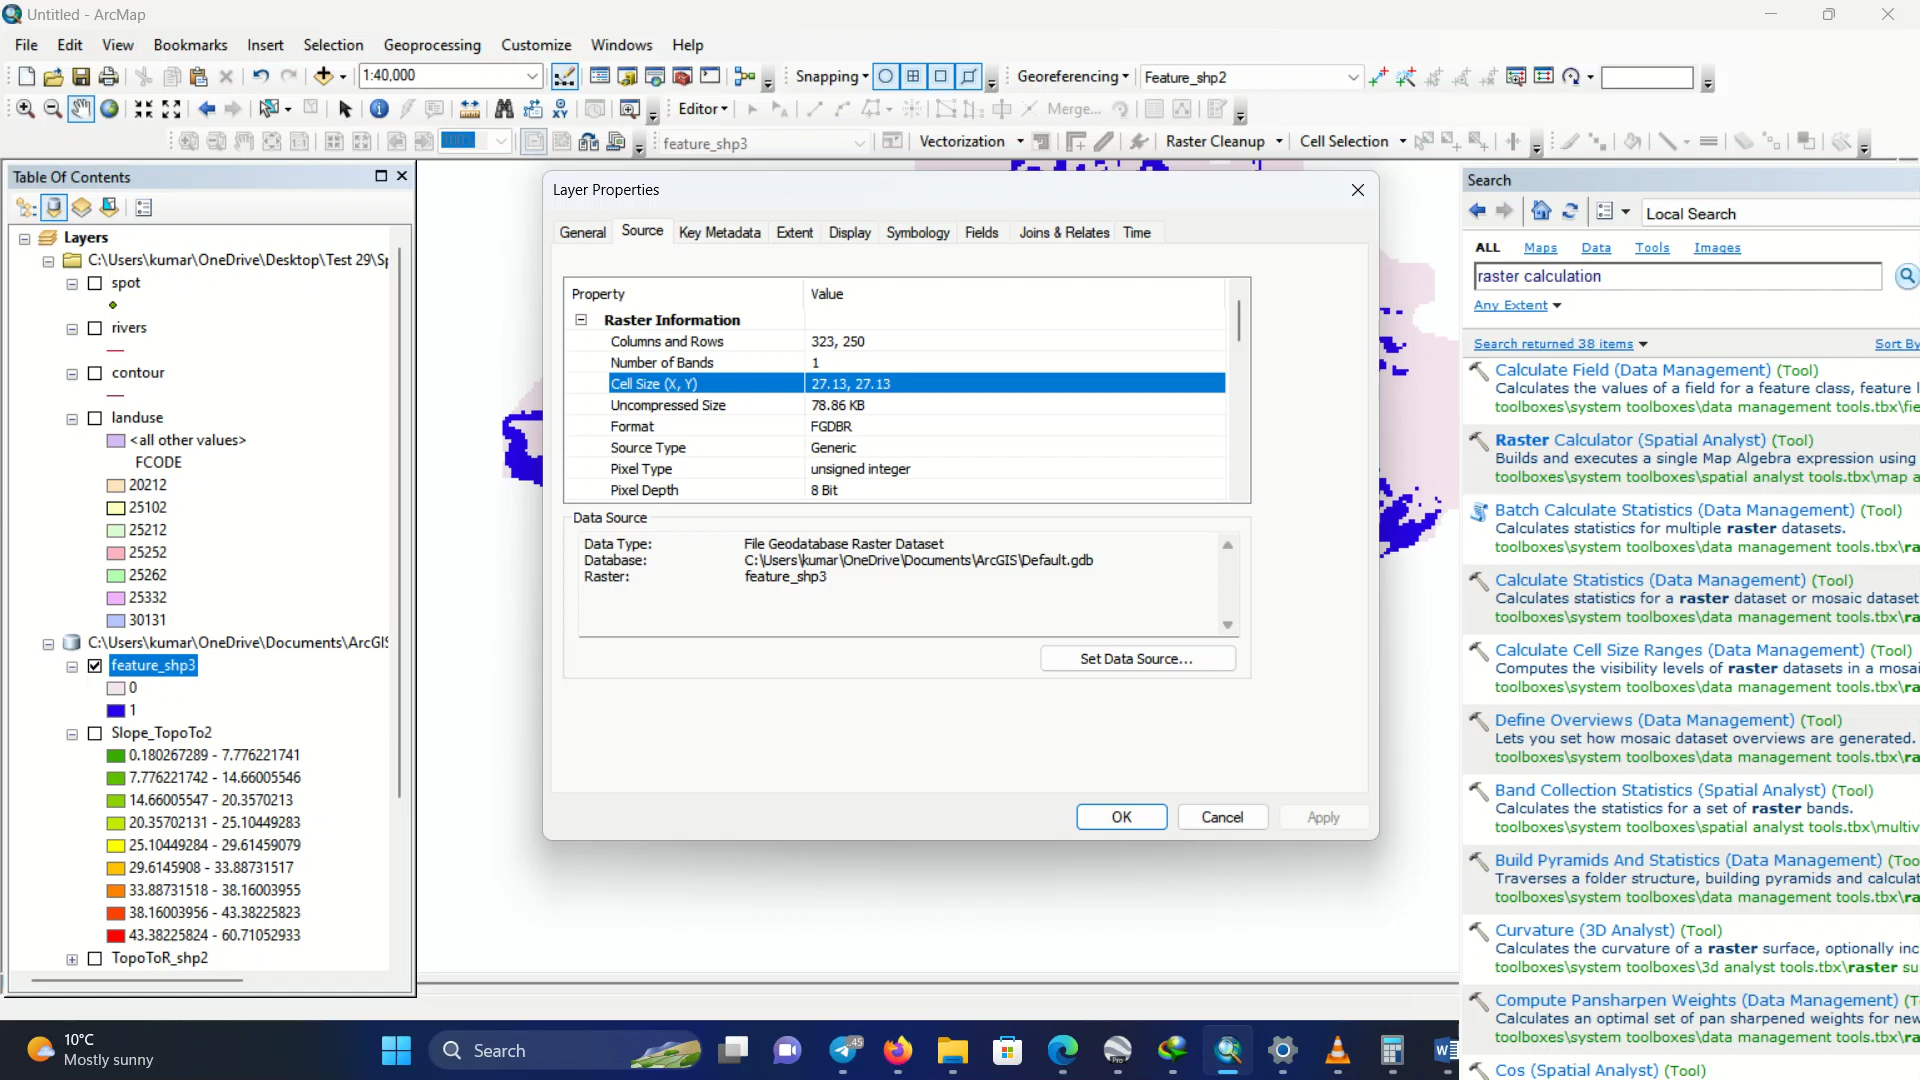 Untitled - ArcMap
File Edit View Bookmarks Insert Selection Geoprocessing Customize Windows Help
1:40,000 Snapping Georeferencing Feature_shp2
Editor Merge...
feature_shp3 Vectorization Raster Cleanup Cell Selection
Table Of Contents
Layers
C:\Users\kumar\OneDrive\Desktop\Test 29\Sp
spot
rivers
contour
landuse
<all other values>
FCODE
20212
25102
25212
25252
25262
25332
30131
C:\Users\kumar\OneDrive\Documents\ArcGIS
feature_shp3
0
1
Slope_TopoTo2
0.180267289 - 7.776221741
7.776221742 - 14.66005546
14.66005547 - 20.3570213
20.35702131 - 25.10449283
25.10449284 - 29.61459079
29.6145908 - 33.88731517
33.88731518 - 38.16003955
38.16003956 - 43.38225823
43.38225824 - 60.71052933
TopoToR_shp2
Layer Properties
General Source Key Metadata Extent Display Symbology Fields Joins & Relates Time
Property Value
Raster Information
Columns and Rows 323, 250
Number of Bands 1
Cell Size (X, Y) 27.13, 27.13
Uncompressed Size 78.86 KB
Format FGDBR
Source Type Generic
Pixel Type unsigned integer
Pixel Depth 8 Bit
Data Source
Data Type: File Geodatabase Raster Dataset
Database: C:\Users\kumar\OneDrive\Documents\ArcGIS\Default.gdb
Raster: feature_shp3
Set Data Source...
OK Cancel Apply
Search
Local Search
ALL Maps Data Tools Images
raster calculation
Any Extent
Search returned 38 items Sort By
Calculate Field (Data Management) (Tool)
Calculates the values of a field for a feature class, feature l
toolboxes\system toolboxes\data management tools.tbx\fie
Raster Calculator (Spatial Analyst) (Tool)
Builds and executes a single Map Algebra expression using
toolboxes\system toolboxes\spatial analyst tools.tbx\map a
Batch Calculate Statistics (Data Management) (Tool)
Calculates statistics for multiple raster datasets.
toolboxes\system toolboxes\data management tools.tbx\ra
Calculate Statistics (Data Management) (Tool)
Calculates statistics for a raster dataset or mosaic dataset
toolboxes\system toolboxes\data management tools.tbx\ra
Calculate Cell Size Ranges (Data Management) (Tool)
Computes the visibility levels of raster datasets in a mosai
toolboxes\system toolboxes\data management tools.tbx\ra
Define Overviews (Data Management) (Tool)
Lets you set how mosaic dataset overviews are generated.
toolboxes\system toolboxes\data management tools.tbx\ra
Band Collection Statistics (Spatial Analyst) (Tool)
Calculates the statistics for a set of raster bands.
toolboxes\system toolboxes\spatial analyst tools.tbx\multiv
Build Pyramids And Statistics (Data Management) (Too
Traverses a folder structure, building pyramids and calculat
toolboxes\system toolboxes\data management tools.tbx\ra
Curvature (3D Analyst) (Tool)
Calculates the curvature of a raster surface, optionally inc
toolboxes\system toolboxes\3d analyst tools.tbx\raster su
Compute Pansharpen Weights (Data Management) (T
Calculates an optimal set of pan sharpened weights for new
toolboxes\system toolboxes\data management tools.tbx\ra
Cos (Spatial Analyst) (Tool)
10°C
Mostly sunny
Search
45
Pro